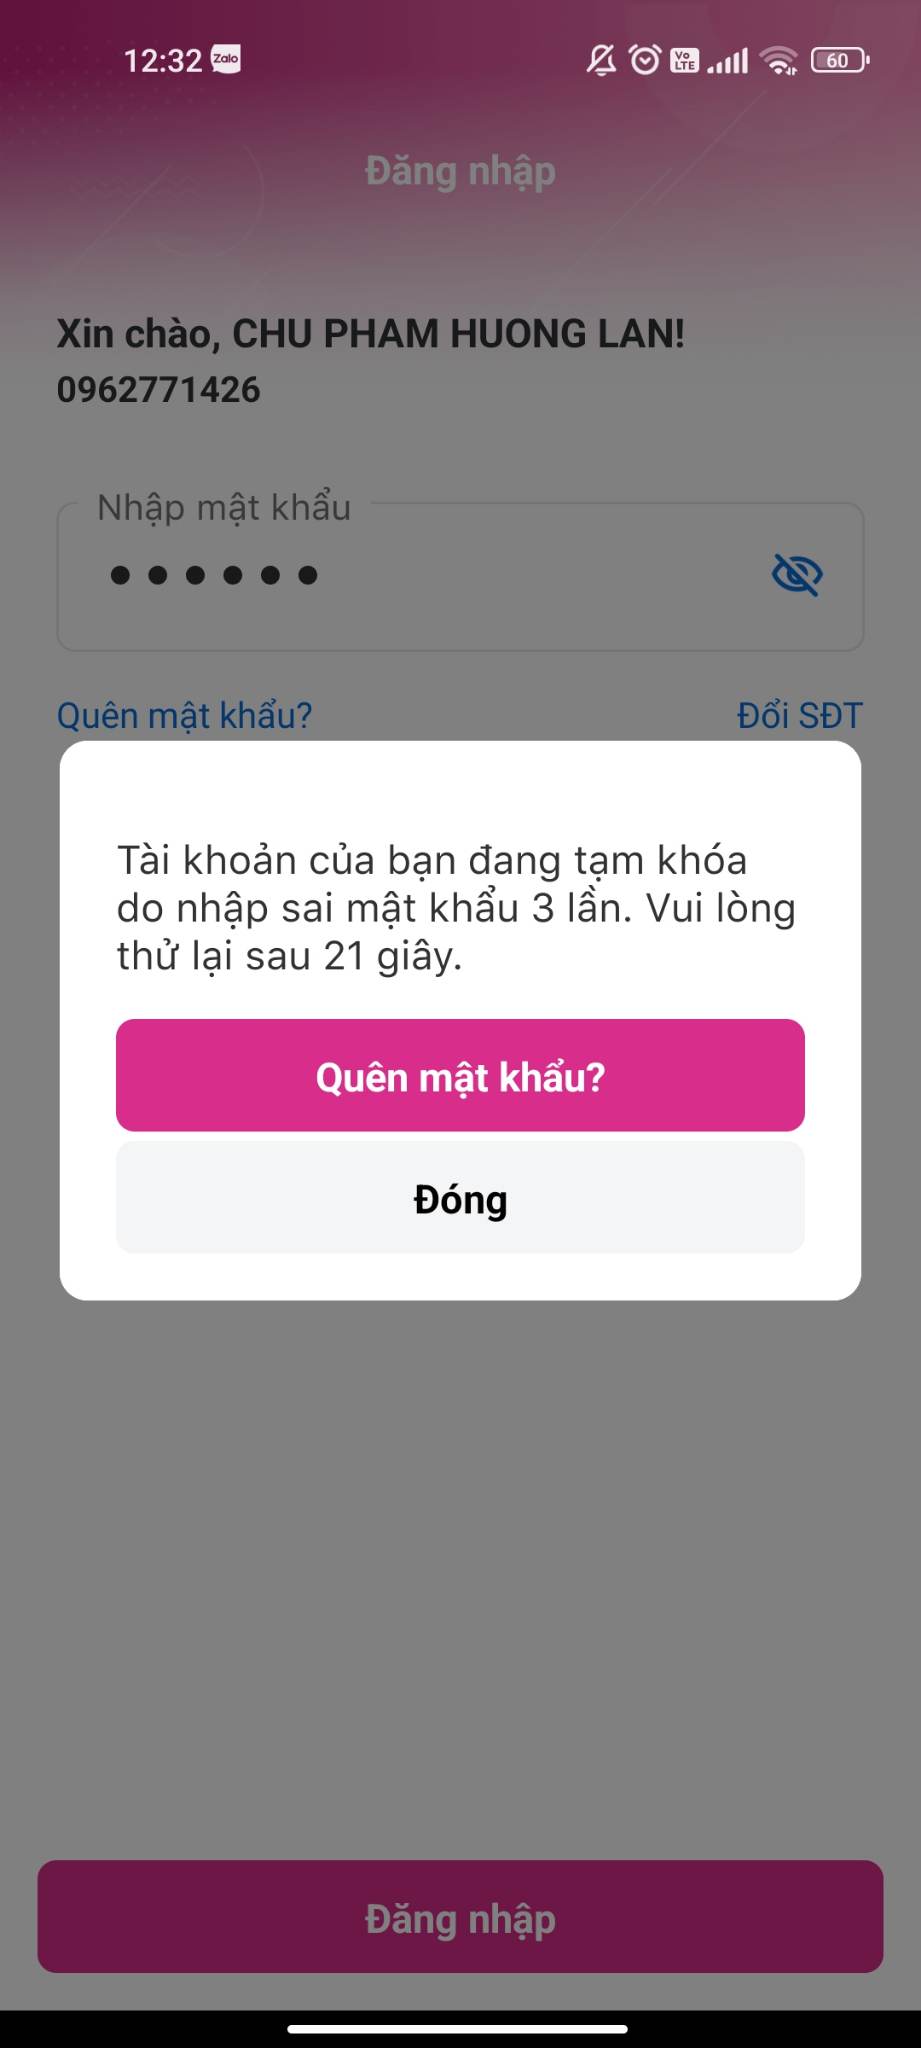 12:32 Zalo Vo LTE 60
Đăng nhập
Xin chào, CHU PHAM HUONG LAN!
0962771426
Nhập mật khẩu
Quên mật khẩu? Đổi SĐT
Tài khoản của bạn đang tạm khóa
do nhập sai mật khẩu 3 lần. Vui lòng
thử lại sau 21 giây.
Quên mật khẩu?
Đóng
Đăng nhập